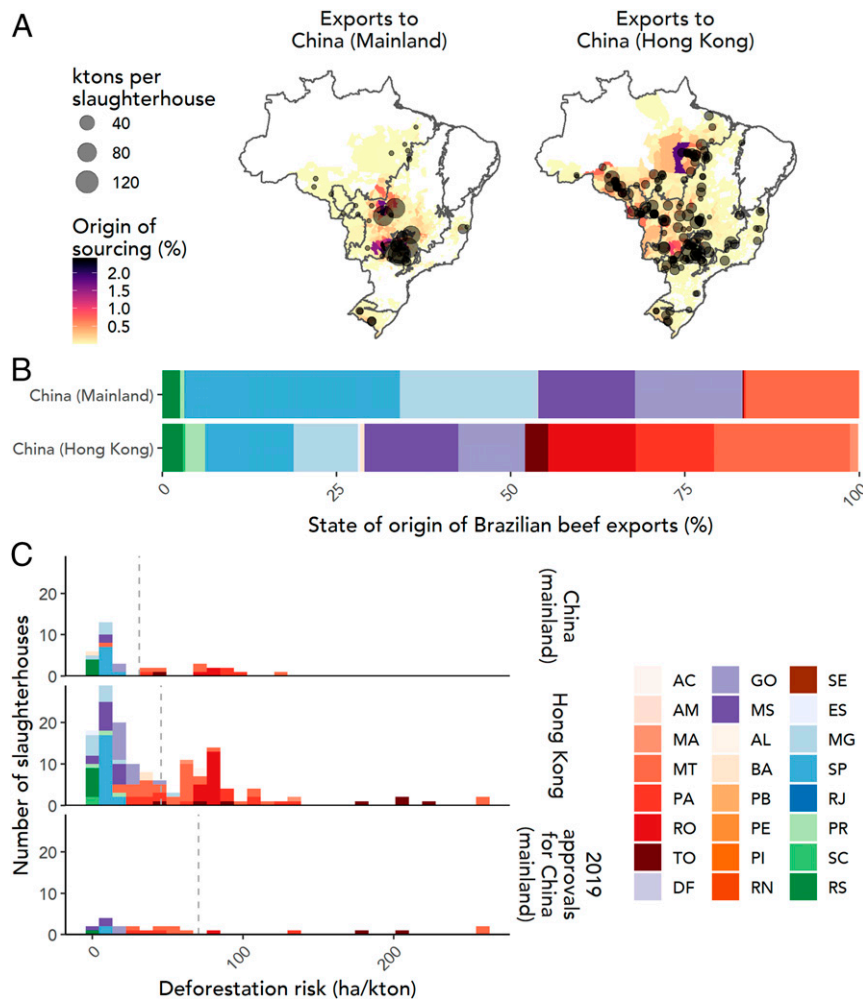 A
Exports to
China (Mainland)
Exports to
China (Hong Kong)
ktons per
slaughterhouse
40
80
120
Origin of
sourcing (%)
2.0
1.5
1.0
0.5
B
China (Mainland)
China (Hong Kong)
0
25
50
75
100
State of origin of Brazilian beef exports (%)
C
Number of slaughterhouses
20
10
0
China
(mainland)
20
10
0
Hong Kong
20
10
0
2019
approvals
for China
(mainland)
0
100
200
Deforestation risk (ha/kton)
AC GO SE
AM MS ES
MA AL MG
MT BA SP
PA PB RJ
RO PE PR
TO PI SC
DF RN RS